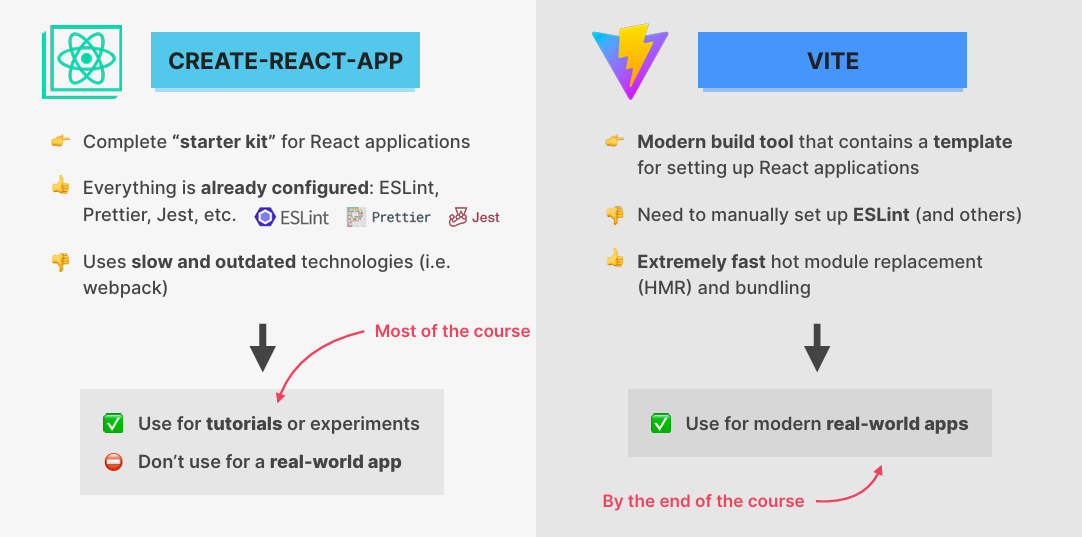 CREATE-REACT-APP
Complete “starter kit” for React applications
Everything is already configured: ESLint,
Prettier, Jest, etc.
ESLint
Prettier
Jest
Uses slow and outdated technologies (i.e.
webpack)
Most of the course
Use for tutorials or experiments
Don’t use for a real-world app
VITE
Modern build tool that contains a template
for setting up React applications
Need to manually set up ESLint (and others)
Extremely fast hot module replacement
(HMR) and bundling
Use for modern real-world apps
By the end of the course